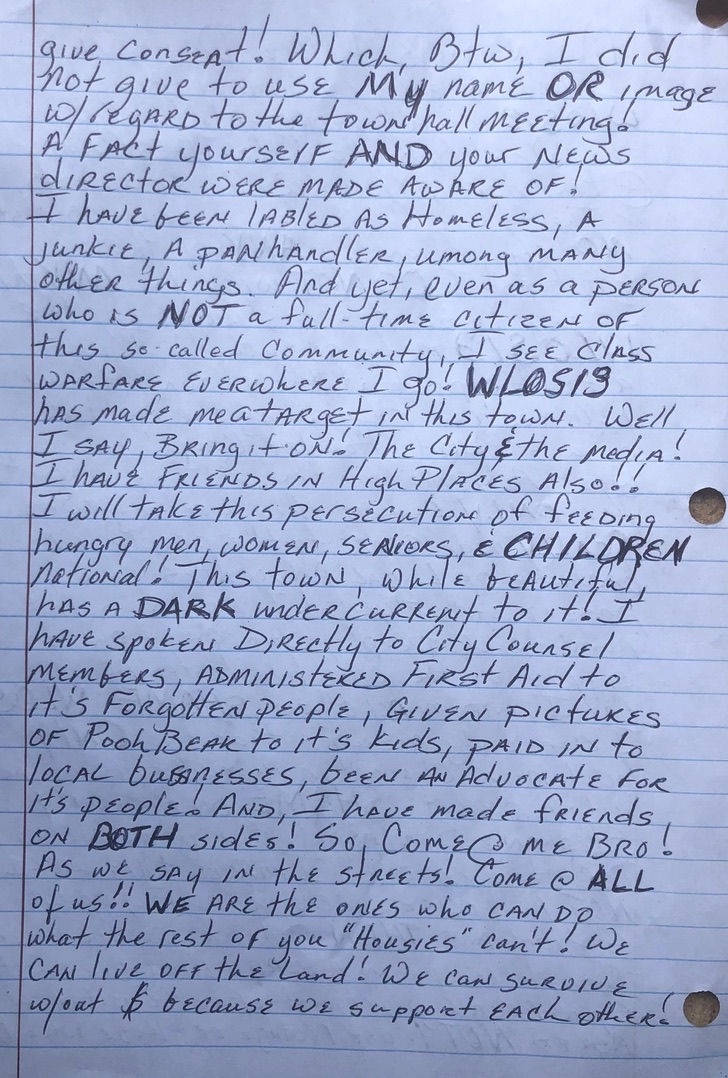 give consent! Which, Btw, I did
not give to use My name OR image
w/regard to the town hall meeting!
A FACT yourself AND your News
director were made aware of!
I have been labled as Homeless, A
junkie, A panhandler, umong many
other things. And yet, even as a person
who is NOT a full-time citizen of
this so-called Community, I see Class
warfare everwhere I go! WLOS13
has made me a target in this town. Well,
I say, Bring it on! The City & the media!
I have Friends in High Places Also!!
I will take this persecution of feeding
hungry men, women, seniors, & CHILDREN
National! This town, while beautiful,
has a DARK undercurrent to it! I
have spoken Directly to City Counsel
members, administered First Aid to
it's Forgotten people, given pictures
of Pooh Bear to it's kids, paid in to
local businesses, been an Advocate for
it's people! And, I have made friends
on BOTH sides! So, Come @ me Bro!
As we say in the streets! Come @ ALL
of us!! WE are the ones who can do
what the rest of you "Housies" can't! We
can live off the Land! We can survive
w/out $ because we support each other!